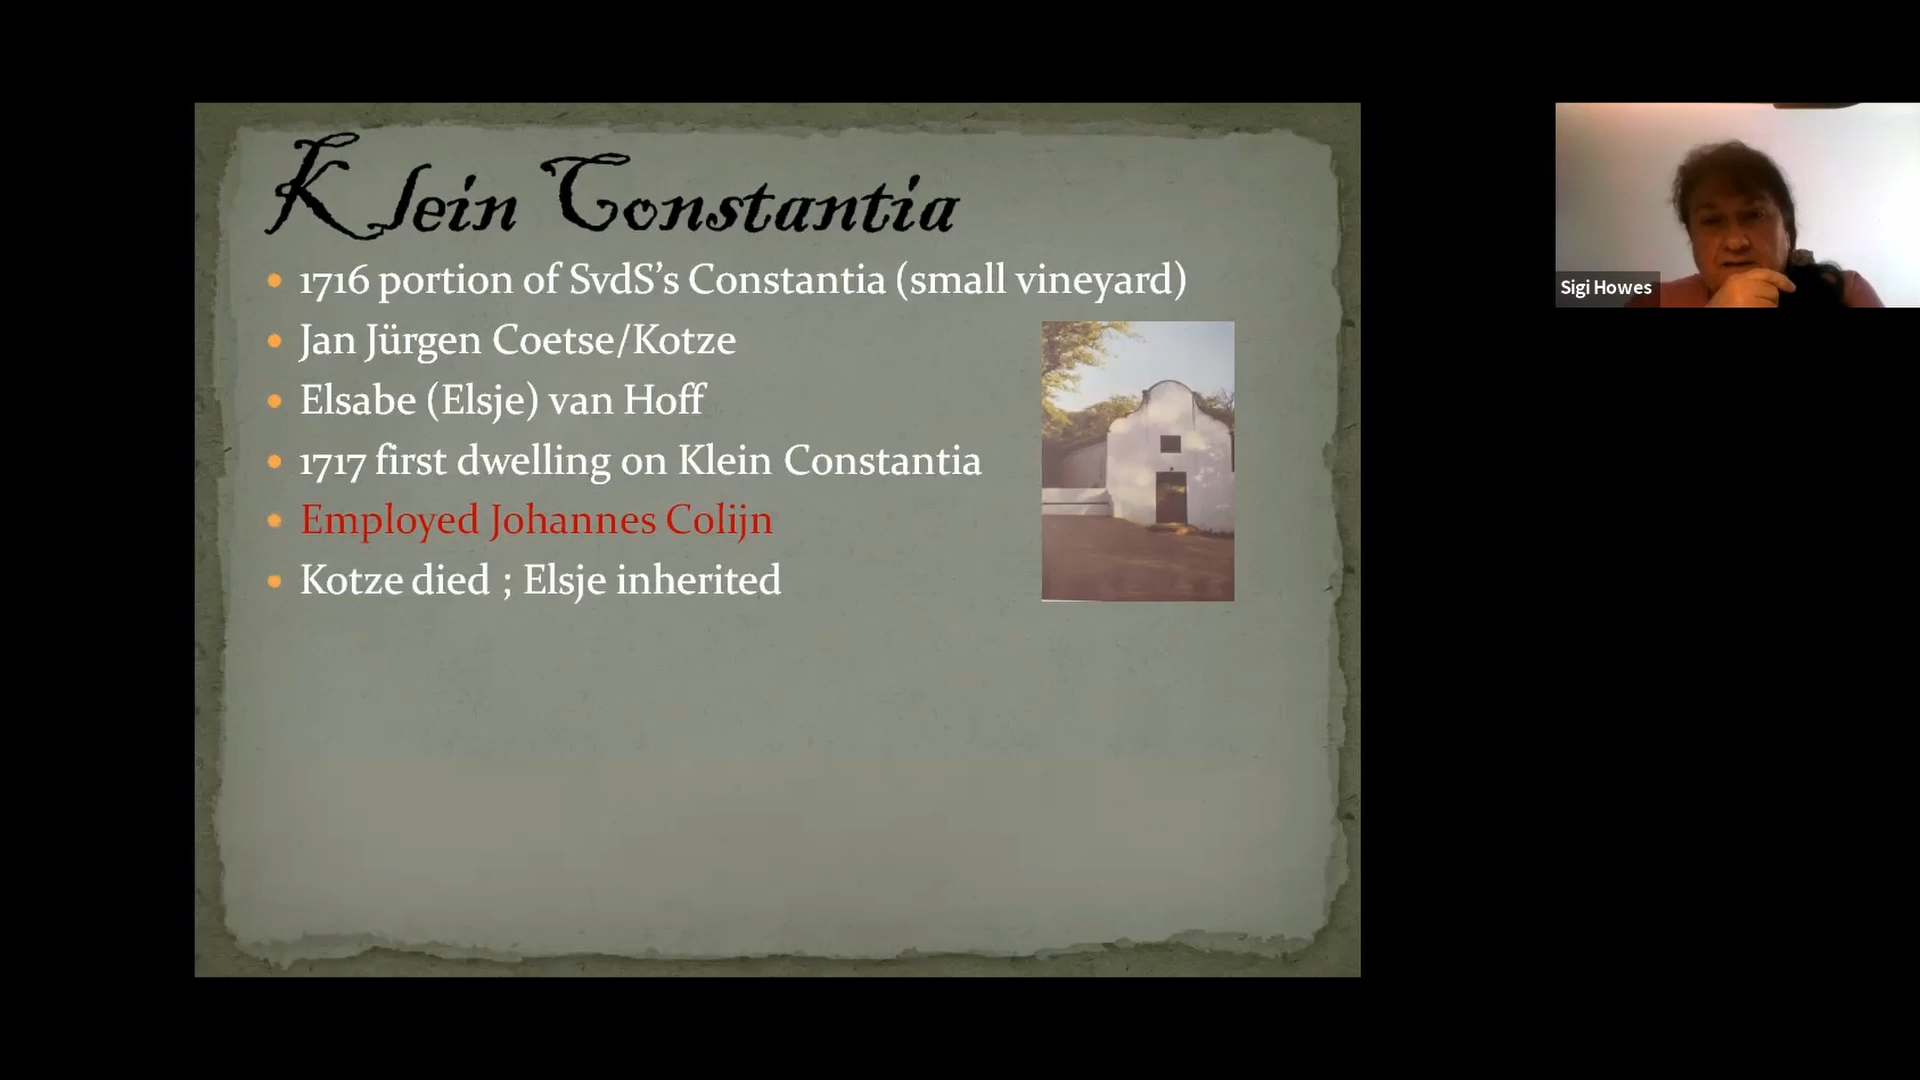 Klein Constantia
1716 portion of SvdS's Constantia (small vineyard)
Jan Jürgen Coetse/Kotze
Elsabe (Elsje) van Hoff
1717 first dwelling on Klein Constantia
Employed Johannes Colijn
Kotze died ; Elsje inherited
Sigi Howes